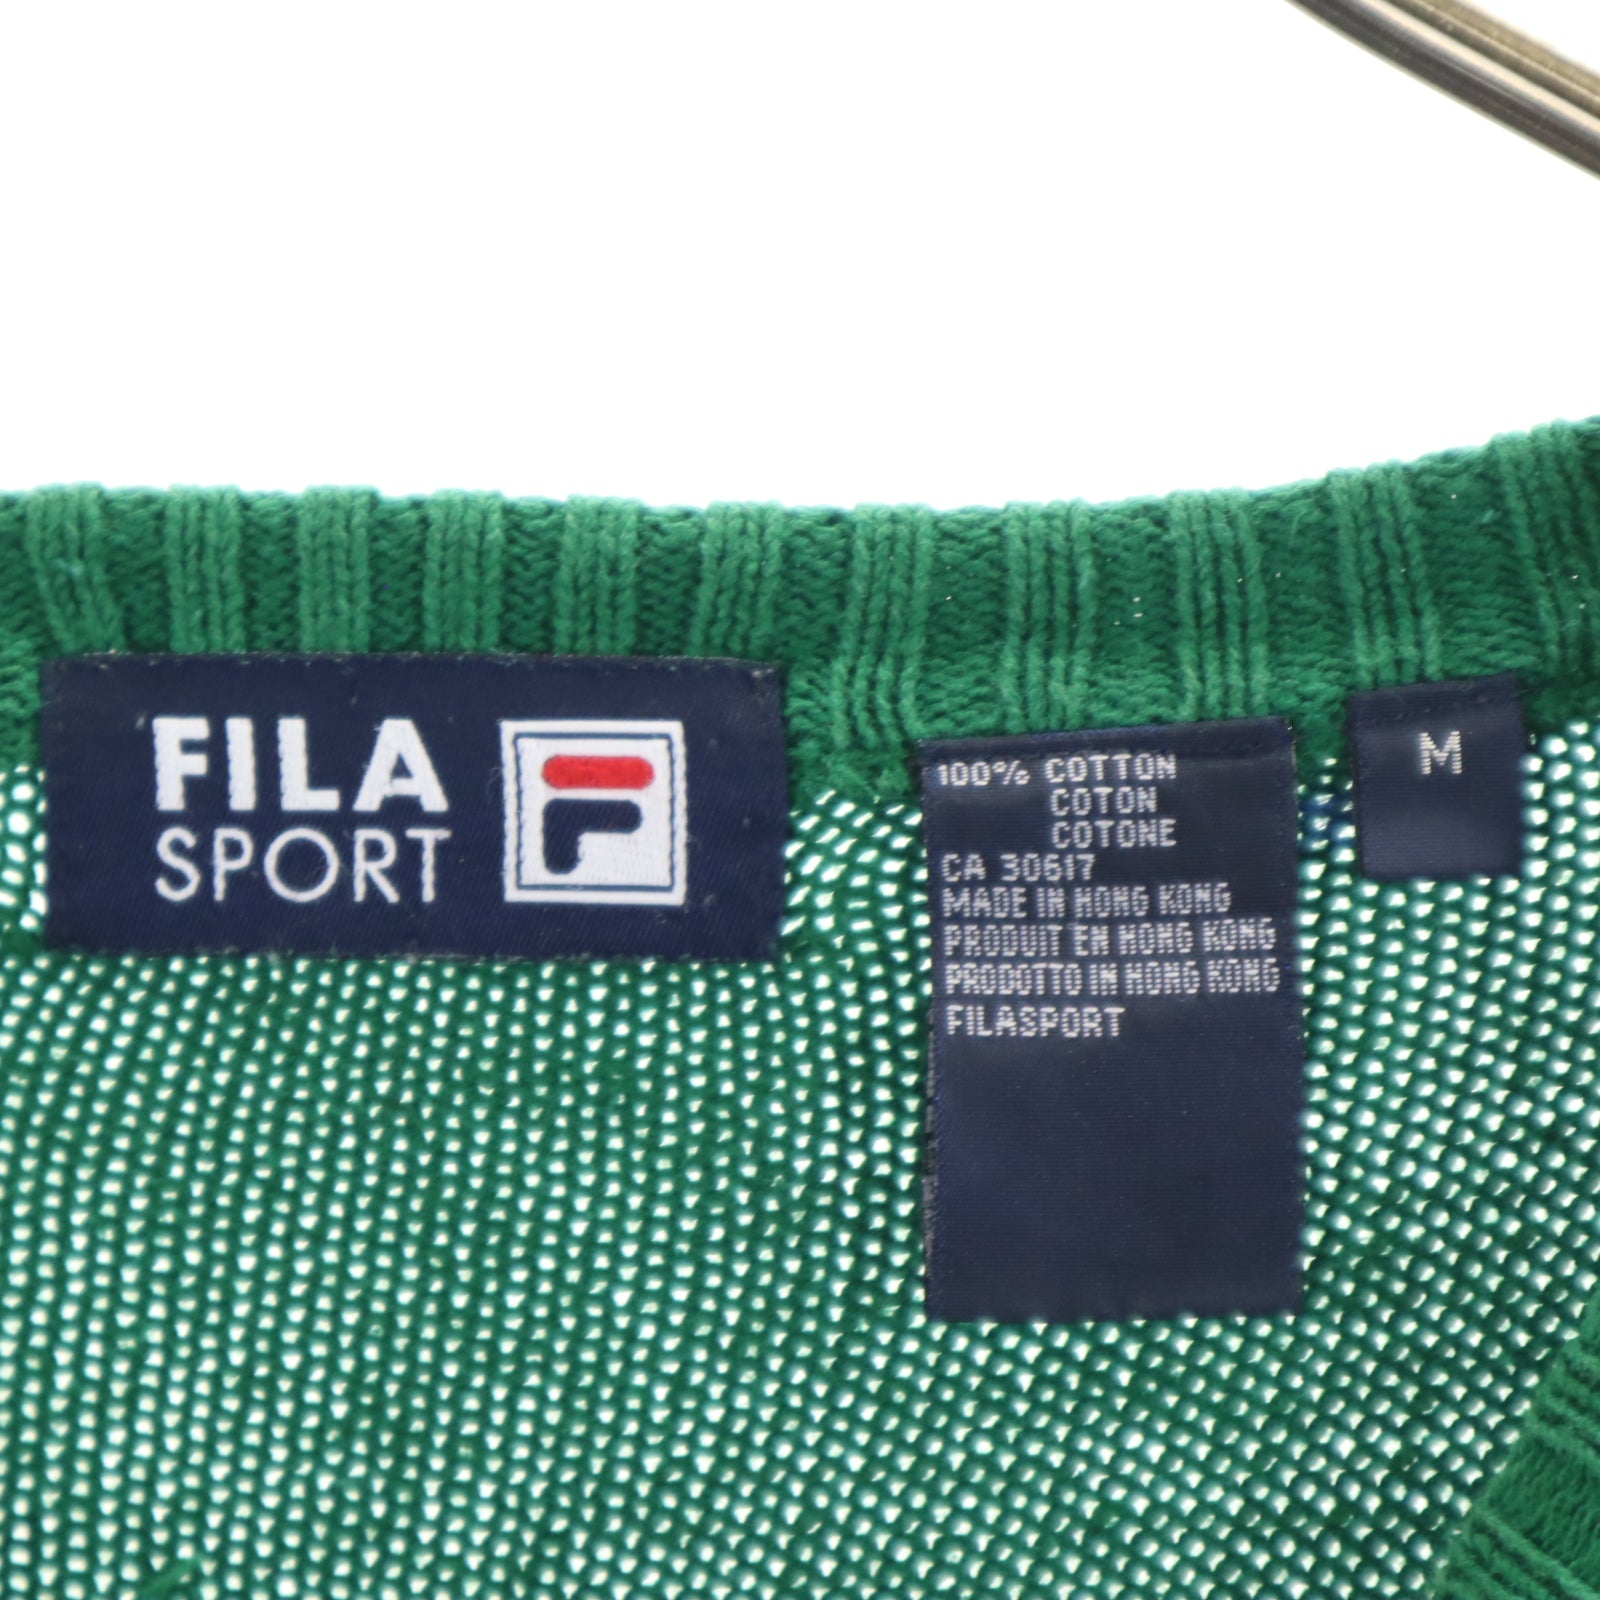 FILA
SPORT
F
100% COTTON
COTON
COTONE
CA 30617
MADE IN HONG KONG
PRODUIT EN HONG KONG
PRODOTTO IN HONG KONG
FILASPORT
M